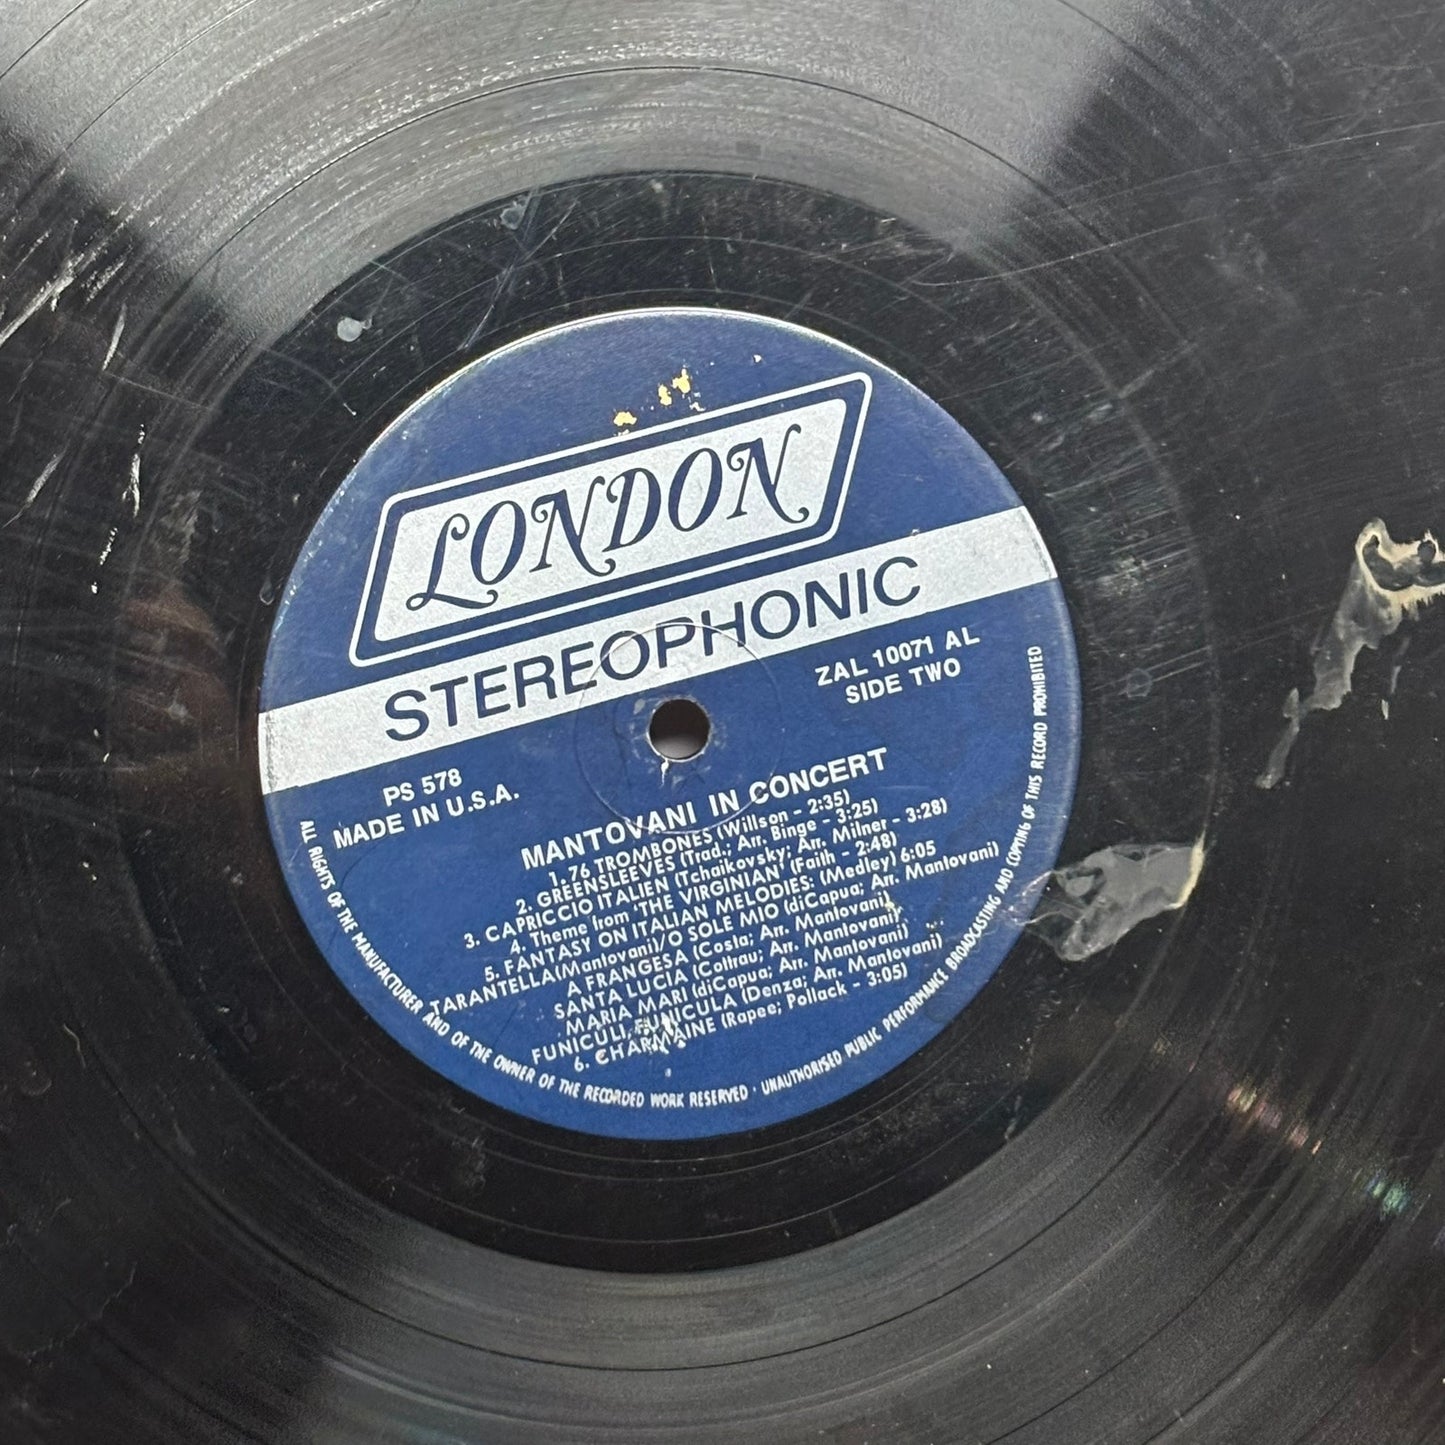 LONDON
STEREOPHONIC
ZAL 10071 AL
SIDE TWO
PS 578
MADE IN U.S.A.
MANTOVANI IN CONCERT
1. 76 TROMBONES (Willson - 2:35)
2. GREENSLEEVES (Trad.; Arr. Binge - 3:25)
3. CAPRICCIO ITALIEN (Tchaikovsky; Arr. Milner - 3:28)
4. Theme from 'THE VIRGINIAN' (Faith - 2:48)
5. FANTASY ON ITALIAN MELODIES: (Medley) 6:05
TARANTELLA(Mantovani)/O SOLE MIO (diCapua; Arr. Mantovani)
A FRANGESA (Costa; Arr. Mantovani)
SANTA LUCIA (Coltrau; Arr. Mantovani)
MARIA MARI (diCapua; Arr. Mantovani)
FUNICULI, FUNICULA (Denza; Arr. Mantovani)
6. CHARMAINE (Rapee; Pollack - 3:05)
ALL RIGHTS OF THE MANUFACTURER AND OF THE OWNER OF THE RECORDED WORK RESERVED · UNAUTHORISED PUBLIC PERFORMANCE BROADCASTING AND COPYING OF THIS RECORD PROHIBITED